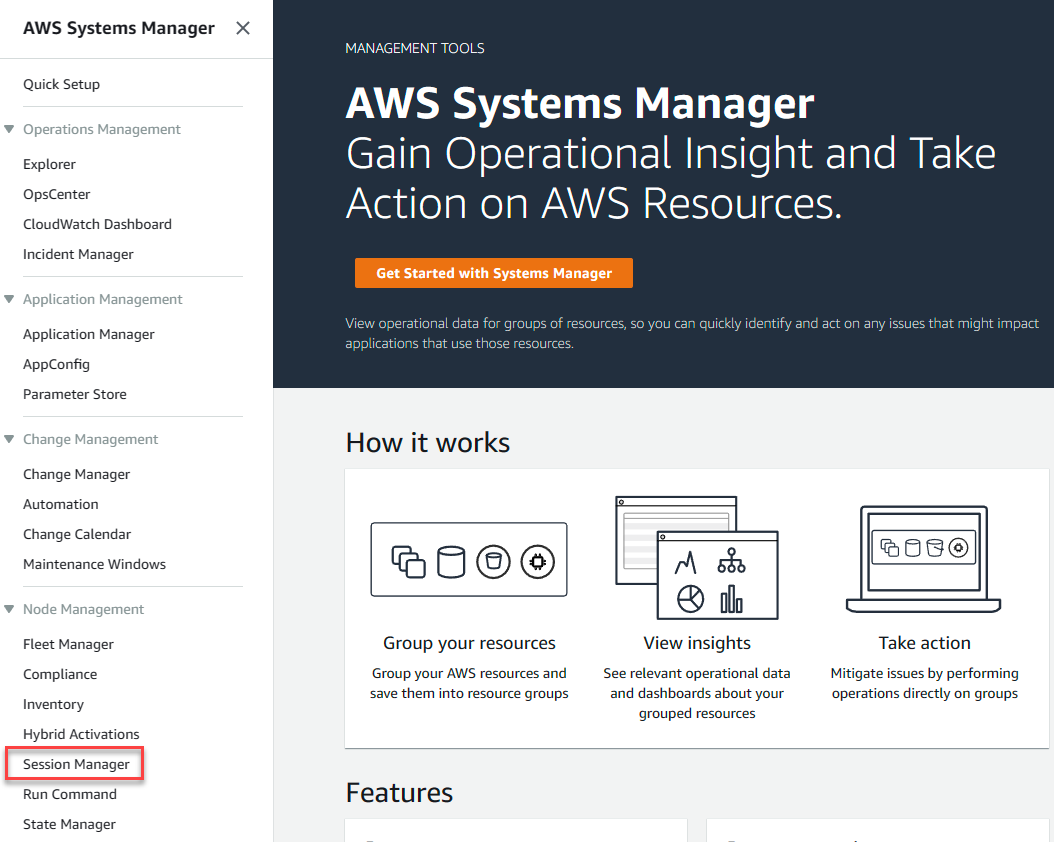 AWS Systems Manager
Quick Setup
Operations Management
Explorer
OpsCenter
CloudWatch Dashboard
Incident Manager
Application Management
Application Manager
AppConfig
Parameter Store
Change Management
Change Manager
Automation
Change Calendar
Maintenance Windows
Node Management
Fleet Manager
Compliance
Inventory
Hybrid Activations
Session Manager
Run Command
State Manager
MANAGEMENT TOOLS
AWS Systems Manager
Gain Operational Insight and Take
Action on AWS Resources.
Get Started with Systems Manager
View operational data for groups of resources, so you can quickly identify and act on any issues that might impact
applications that use those resources.
How it works
Group your resources
Group your AWS resources and
save them into resource groups
View insights
See relevant operational data
and dashboards about your
grouped resources
Take action
Mitigate issues by performing
operations directly on groups
Features